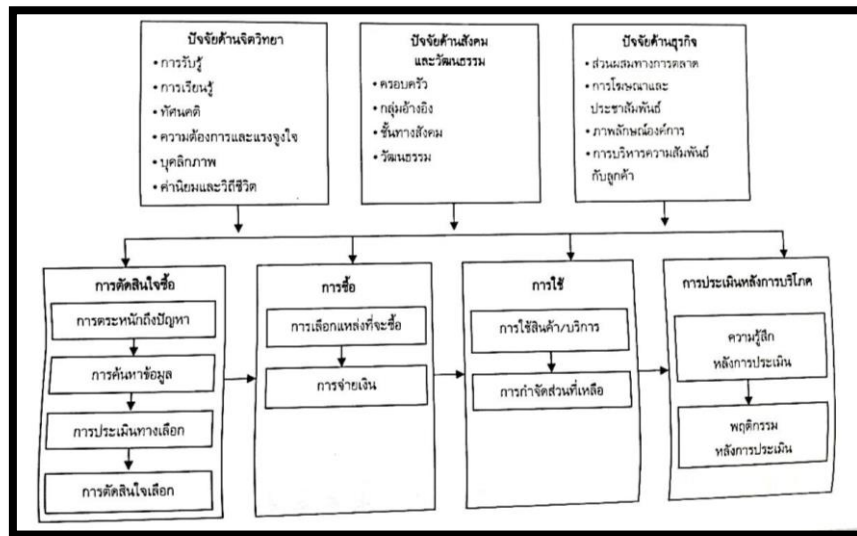 ปัจจัยด้านจิตวิทยา
• การรับรู้
• การเรียนรู้
• ทัศนคติ
• ความต้องการและแรงจูงใจ
• บุคลิกภาพ
• ค่านิยมและวิถีชีวิต
ปัจจัยด้านสังคม
และวัฒนธรรม
• ครอบครัว
• กลุ่มอ้างอิง
• ชั้นทางสังคม
• วัฒนธรรม
ปัจจัยด้านธุรกิจ
• ส่วนผสมทางการตลาด
• การโฆษณาและ
ประชาสัมพันธ์
• ภาพลักษณ์องค์การ
• การบริหารความสัมพันธ์
กับลูกค้า
การตัดสินใจซื้อ
การตระหนักถึงปัญหา
การค้นหาข้อมูล
การประเมินทางเลือก
การตัดสินใจเลือก
การซื้อ
การเลือกแหล่งที่จะซื้อ
การจ่ายเงิน
การใช้
การใช้สินค้า/บริการ
การกำจัดส่วนที่เหลือ
การประเมินหลังการบริโภค
ความรู้สึก
หลังการประเมิน
พฤติกรรม
หลังการประเมิน